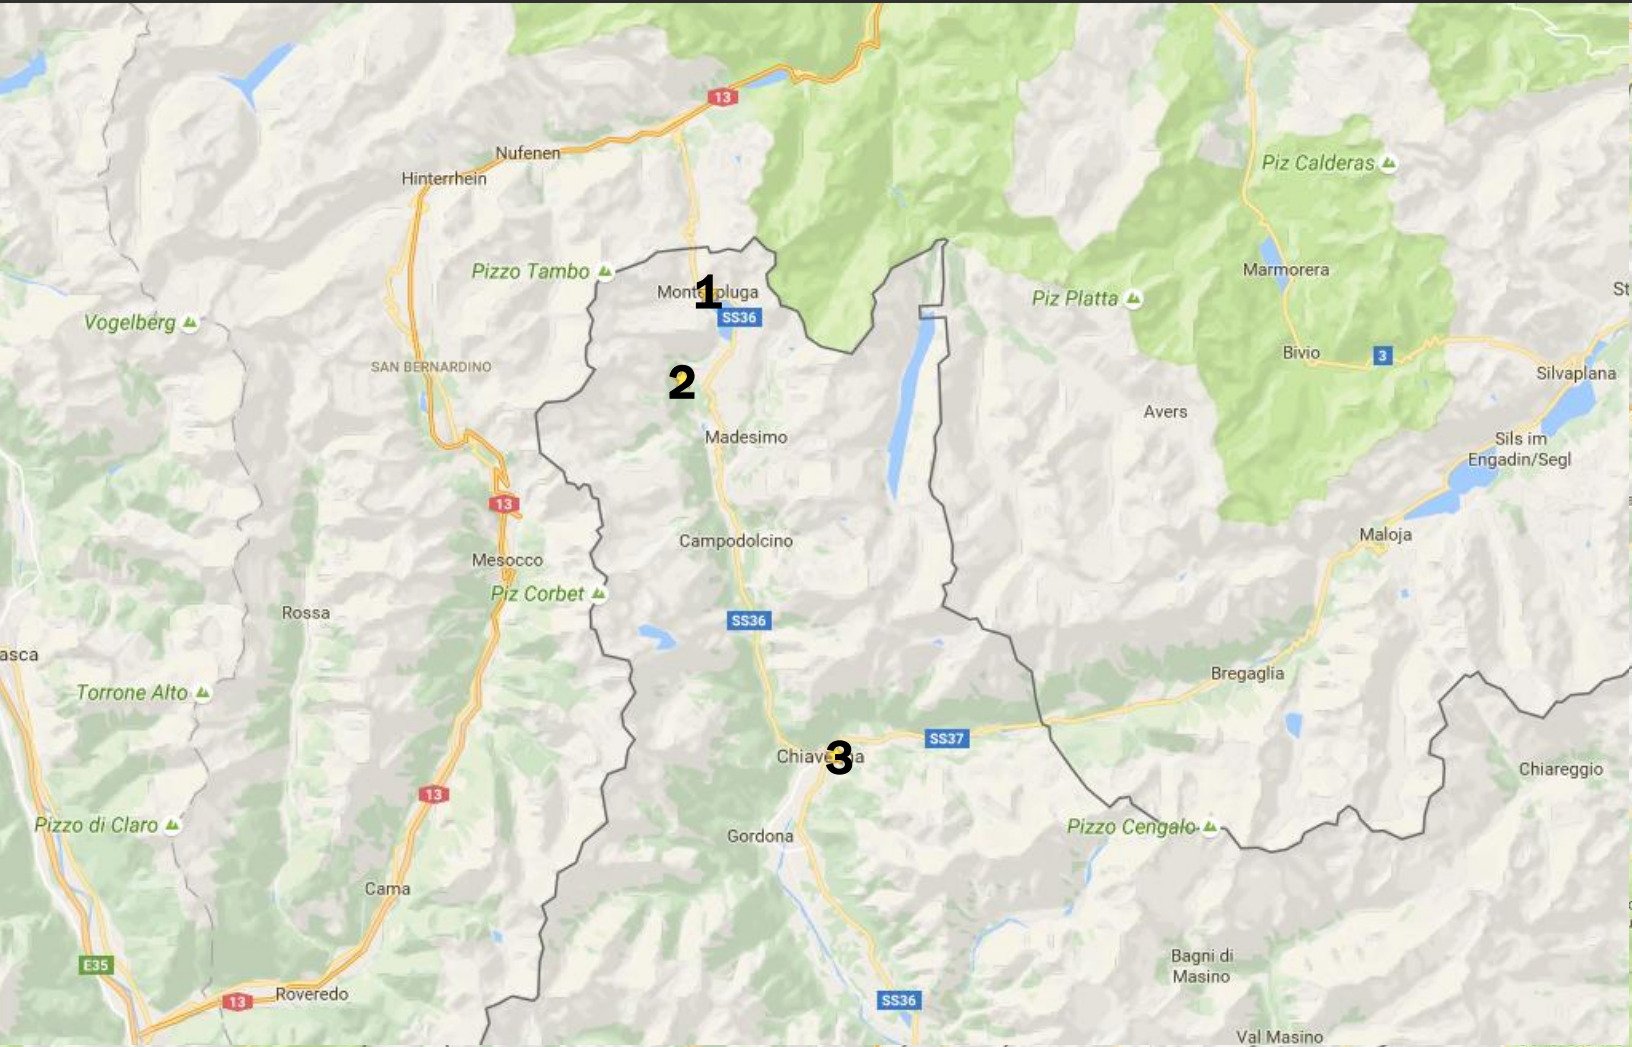 13
Nufenen
Piz Calderas
Hinterrhein
Pizzo Tambo
Marmorera
1
Piz Platta
St
Vogelberg
SS36
Bivio
3
SAN BERNARDINO
2
Silvaplana
Avers
Madesimo
Sils im
Engadin/Segl
13
Maloja
Campodolcino
Mesocco
Piz Corbet
Rossa
SS36
asca
Bregaglia
Torrone Alto
SS37
3
Chiareggio
13
Pizzo di Claro
Gordona
Pizzo Cengalo
Cama
Bagni di
Masino
E35
13
Roveredo
SS36
Val Masino